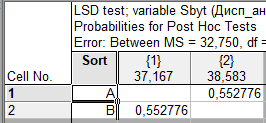 LSD test; variable Sbyt (Дисп_ан
Probabilities for Post Hoc Tests
Error: Between MS = 32,750, df =
Cell No. Sort {1} {2}
37,167 38,583
1 A 0,552776
2 B 0,552776